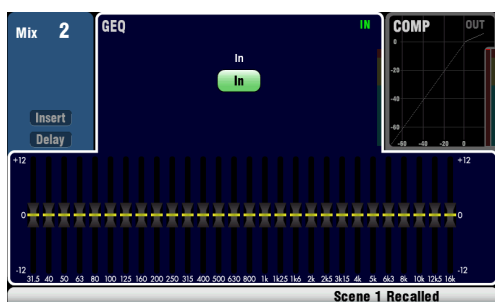 Mix 2
GEQ IN
COMP OUT
In
In
0
-20
-40
-60
-60 -40 -20 0
Insert
Delay
+12 +12
0 0
-12 -12
31.5 40 50 63 80 100 125 160 200 250 315 400 500 630 800 1k 1k25 1k6 2k 2k5 3k15 4k 5k 6k3 8k 10k 12k5 16k
Scene 1 Recalled